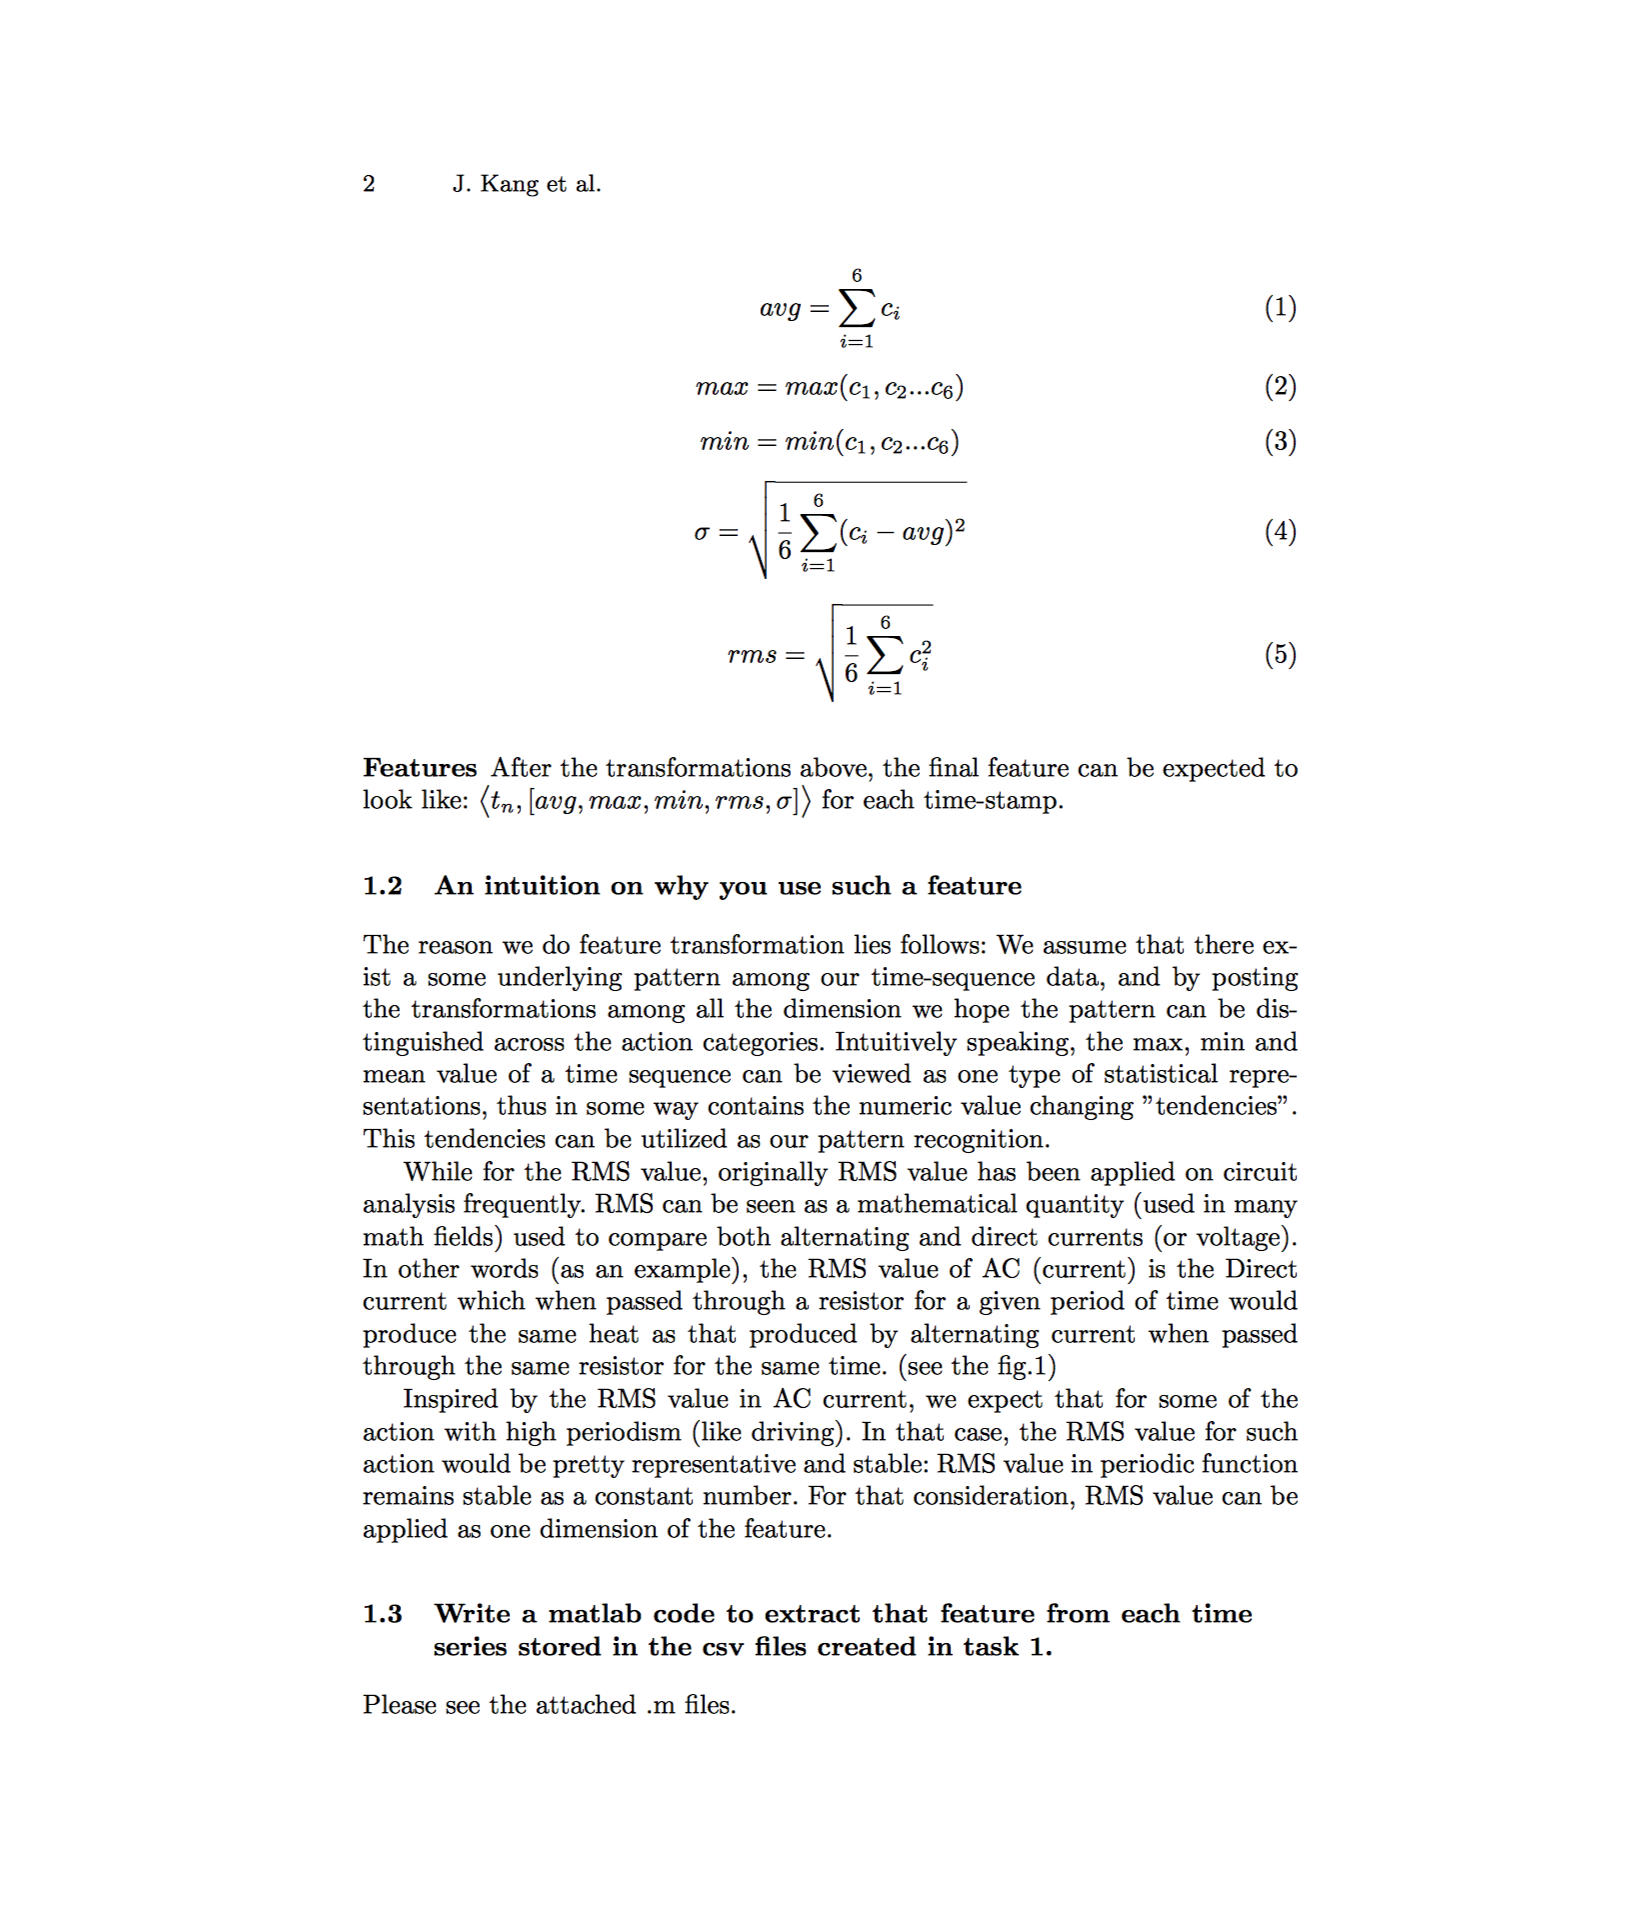 2 J. Kang et al.
avg = \sum_{i=1}^{6} c_i (1)
max = max(c_1, c_2...c_6) (2)
min = min(c_1, c_2...c_6) (3)
σ = \sqrt{\frac{1}{6} \sum_{i=1}^{6} (c_i − avg)^2} (4)
rms = \sqrt{\frac{1}{6} \sum_{i=1}^{6} c_i^2} (5)
Features After the transformations above, the final feature can be expected to
look like: ⟨t_n, [avg, max, min, rms, σ]⟩ for each time-stamp.
1.2 An intuition on why you use such a feature
The reason we do feature transformation lies follows: We assume that there ex-
ist a some underlying pattern among our time-sequence data, and by posting
the transformations among all the dimension we hope the pattern can be dis-
tinguished across the action categories. Intuitively speaking, the max, min and
mean value of a time sequence can be viewed as one type of statistical repre-
sentations, thus in some way contains the numeric value changing ”tendencies”.
This tendencies can be utilized as our pattern recognition.
While for the RMS value, originally RMS value has been applied on circuit
analysis frequently. RMS can be seen as a mathematical quantity (used in many
math fields) used to compare both alternating and direct currents (or voltage).
In other words (as an example), the RMS value of AC (current) is the Direct
current which when passed through a resistor for a given period of time would
produce the same heat as that produced by alternating current when passed
through the same resistor for the same time. (see the fig.1)
Inspired by the RMS value in AC current, we expect that for some of the
action with high periodism (like driving). In that case, the RMS value for such
action would be pretty representative and stable: RMS value in periodic function
remains stable as a constant number. For that consideration, RMS value can be
applied as one dimension of the feature.
1.3 Write a matlab code to extract that feature from each time
series stored in the csv files created in task 1.
Please see the attached .m files.